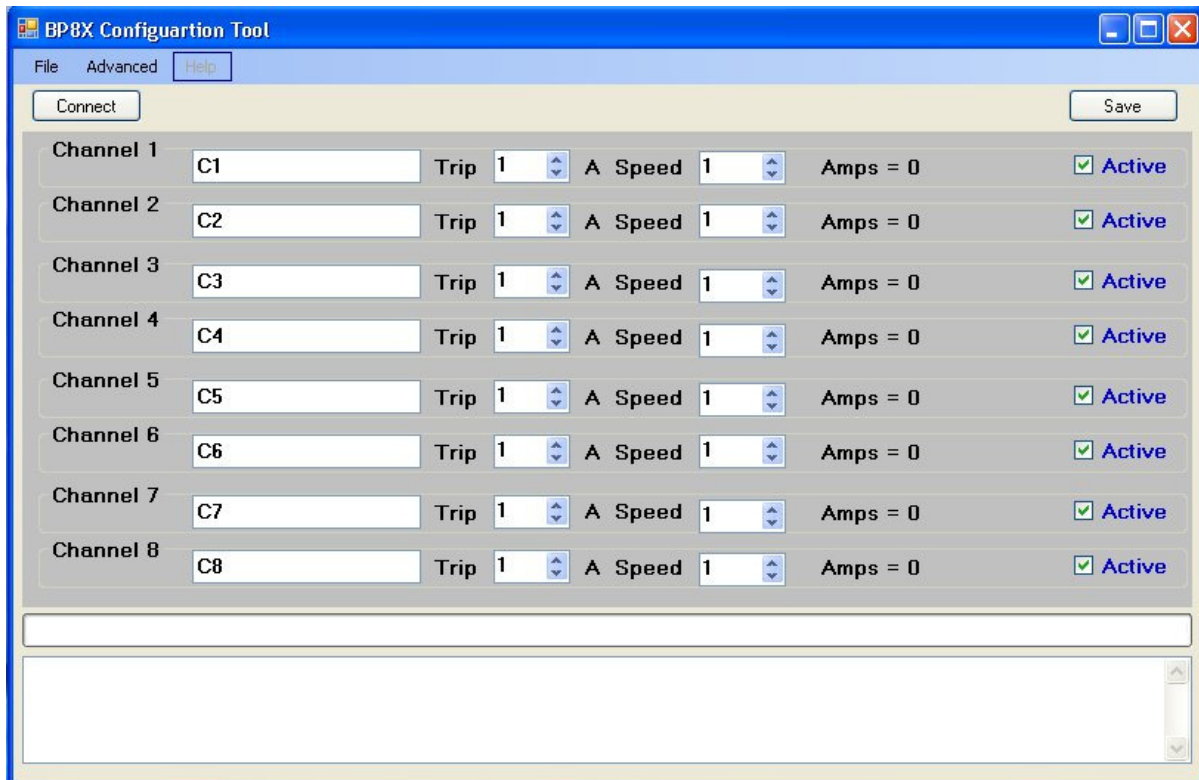 BP8X Configuartion Tool
File Advanced Help
Connect Save
Channel 1
C1 Trip 1 A Speed 1 Amps = 0 Active
Channel 2
C2 Trip 1 A Speed 1 Amps = 0 Active
Channel 3
C3 Trip 1 A Speed 1 Amps = 0 Active
Channel 4
C4 Trip 1 A Speed 1 Amps = 0 Active
Channel 5
C5 Trip 1 A Speed 1 Amps = 0 Active
Channel 6
C6 Trip 1 A Speed 1 Amps = 0 Active
Channel 7
C7 Trip 1 A Speed 1 Amps = 0 Active
Channel 8
C8 Trip 1 A Speed 1 Amps = 0 Active